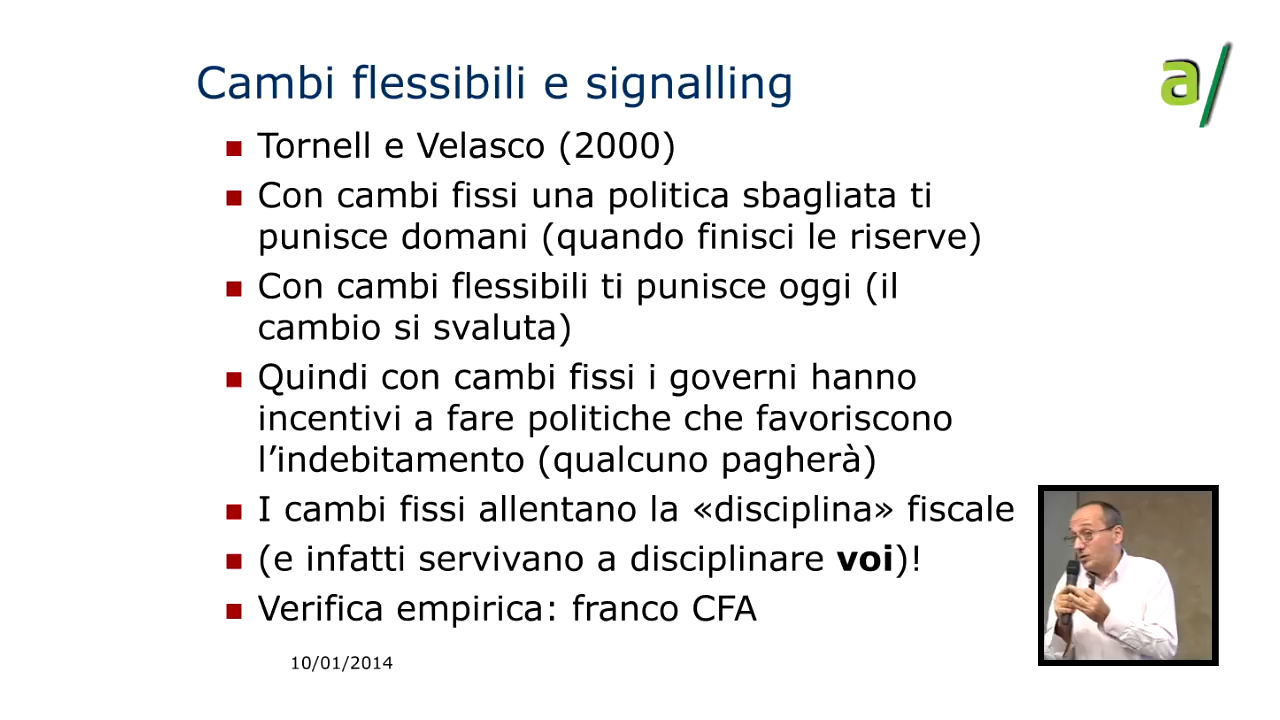 Cambi flessibili e signalling
a/
Tornell e Velasco (2000)
Con cambi fissi una politica sbagliata ti
punisce domani (quando finisci le riserve)
Con cambi flessibili ti punisce oggi (il
cambio si svaluta)
Quindi con cambi fissi i governi hanno
incentivi a fare politiche che favoriscono
l’indebitamento (qualcuno pagherà)
I cambi fissi allentano la «disciplina» fiscale
(e infatti servivano a disciplinare voi)!
Verifica empirica: franco CFA
10/01/2014